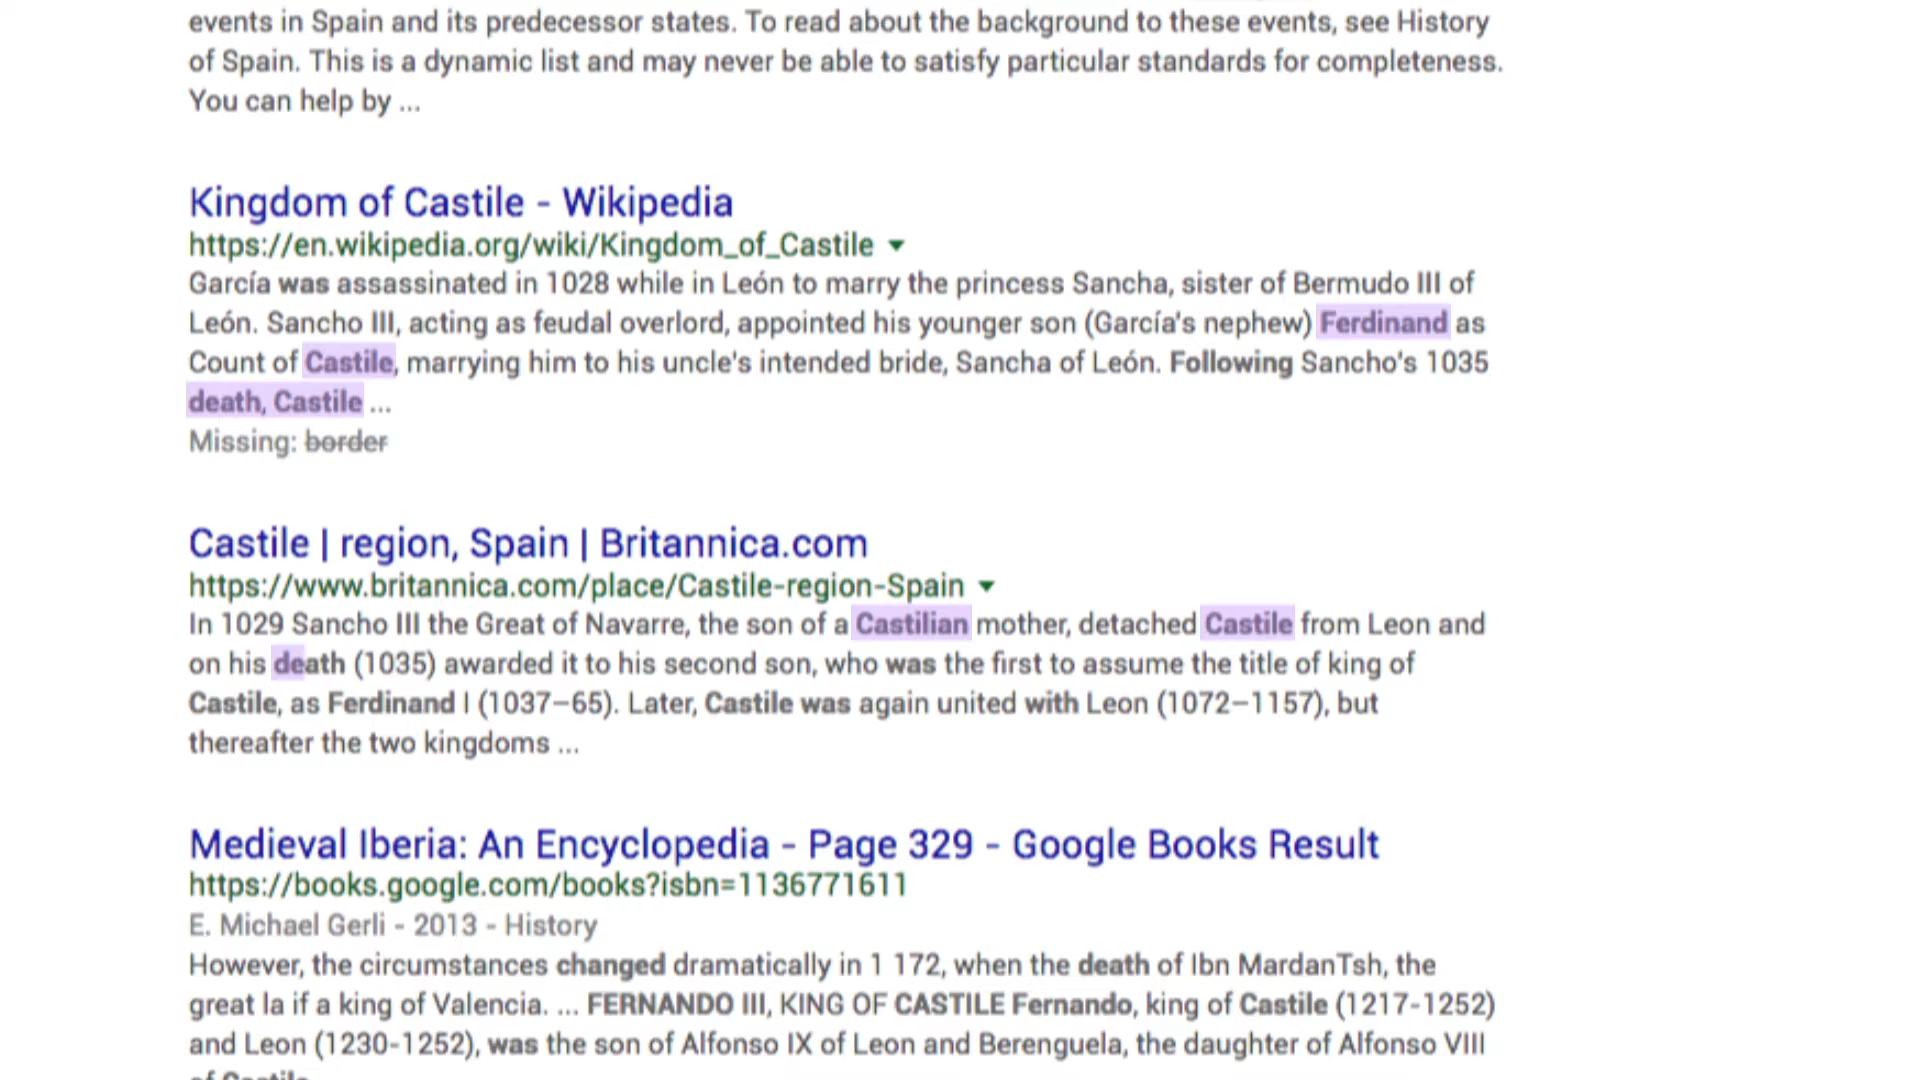 events in Spain and its predecessor states. To read about the background to these events, see History
of Spain. This is a dynamic list and may never be able to satisfy particular standards for completeness.
You can help by ...
Kingdom of Castile - Wikipedia
https://en.wikipedia.org/wiki/Kingdom_of_Castile
García was assassinated in 1028 while in León to marry the princess Sancha, sister of Bermudo III of
León. Sancho III, acting as feudal overlord, appointed his younger son (García's nephew) Ferdinand as
Count of Castile, marrying him to his uncle's intended bride, Sancha of León. Following Sancho's 1035
death, Castile ...
Missing: border
Castile | region, Spain | Britannica.com
https://www.britannica.com/place/Castile-region-Spain
In 1029 Sancho III the Great of Navarre, the son of a Castilian mother, detached Castile from Leon and
on his death (1035) awarded it to his second son, who was the first to assume the title of king of
Castile, as Ferdinand I (1037–65). Later, Castile was again united with Leon (1072–1157), but
thereafter the two kingdoms ...
Medieval Iberia: An Encyclopedia - Page 329 - Google Books Result
https://books.google.com/books?isbn=1136771611
E. Michael Gerli - 2013 - History
However, the circumstances changed dramatically in 1 172, when the death of Ibn MardanTsh, the
great la if a king of Valencia. ... FERNANDO III, KING OF CASTILE Fernando, king of Castile (1217-1252)
and Leon (1230-1252), was the son of Alfonso IX of Leon and Berenguela, the daughter of Alfonso VIII